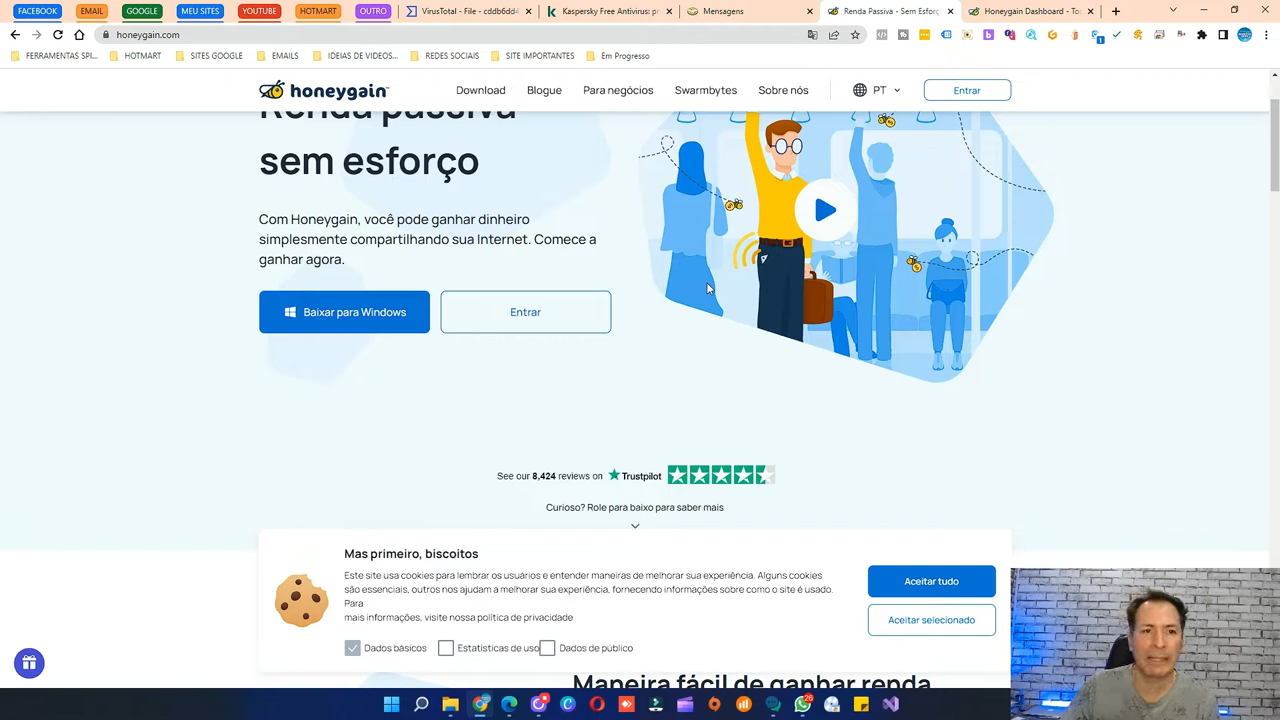 FACEBOOK
EMAIL
GOOGLE
MEU SITES
YOUTUBE
HOTMART
OUTRO
VirusTotal - File - cddb6dd4
Kaspersky Free Antivirus: p
Mensagens
Renda Passiva - Sem Esforç
Honeygain Dashboard - To
honeygain.com
FERRAMENTAS SPI...
HOTMART
SITES GOOGLE
EMAILS
IDEIAS DE VIDEOS...
REDES SOCIAIS
SITE IMPORTANTES
Em Progresso
honeygain
Download
Blogue
Para negócios
Swarmbytes
Sobre nós
PT
Entrar
Renda passiva
sem esforço
Com Honeygain, você pode ganhar dinheiro
simplesmente compartilhando sua Internet. Comece a
ganhar agora.
Baixar para Windows
Entrar
See our 8,424 reviews on Trustpilot
Curioso? Role para baixo para saber mais
Mas primeiro, biscoitos
Este site usa cookies para lembrar os usuários e entender maneiras de melhorar sua experiência. Alguns cookies
são essenciais, outros nos ajudam a melhorar sua experiência, fornecendo informações sobre como o site é usado.
Para
mais informações, visite nossa política de privacidade
Dados básicos
Estatisticas de uso
Dados de público
Aceitar tudo
Aceitar selecionado
Maneira fácil de ganhar renda